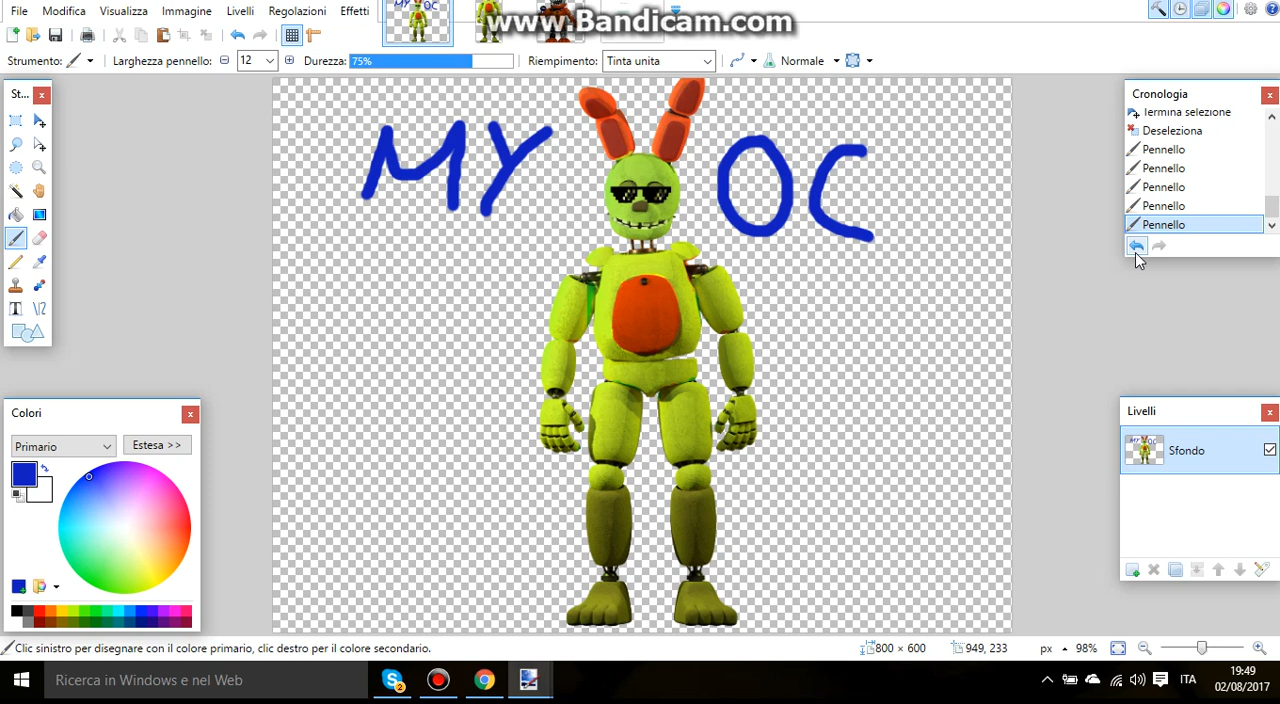 File Modifica Visualizza Immagine Livelli Regolazioni Effetti
www.Bandicam.com
Strumento: Larghezza pennello: 12 Durezza: 75% Riempimento: Tinta unita Normale
St...
MY OC
Cronologia
Termina selezione
Deseleziona
Pennello
Pennello
Pennello
Pennello
Pennello
Colori
Primario Estesa >>
Livelli
Sfondo
Clic sinistro per disegnare con il colore primario, clic destro per il colore secondario. 800 × 600 949, 233 px 98%
Ricerca in Windows e nel Web
2
ITA
19:49
02/08/2017